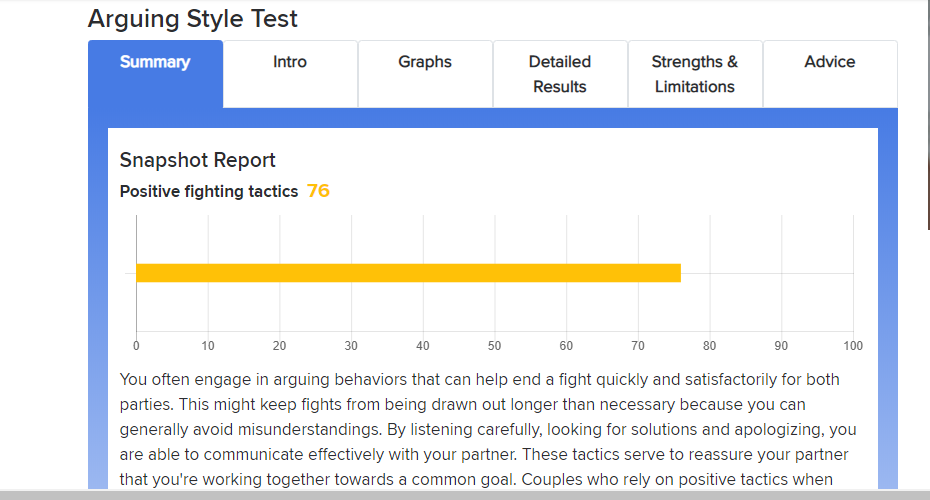 Arguing Style Test
Summary
Intro
Graphs
Detailed
Results
Strengths &
Limitations
Advice
Snapshot Report
Positive fighting tactics 76
0 10 20 30 40 50 60 70 80 90 100
You often engage in arguing behaviors that can help end a fight quickly and satisfactorily for both
parties. This might keep fights from being drawn out longer than necessary because you can
generally avoid misunderstandings. By listening carefully, looking for solutions and apologizing, you
are able to communicate effectively with your partner. These tactics serve to reassure your partner
that you're working together towards a common goal. Couples who rely on positive tactics when